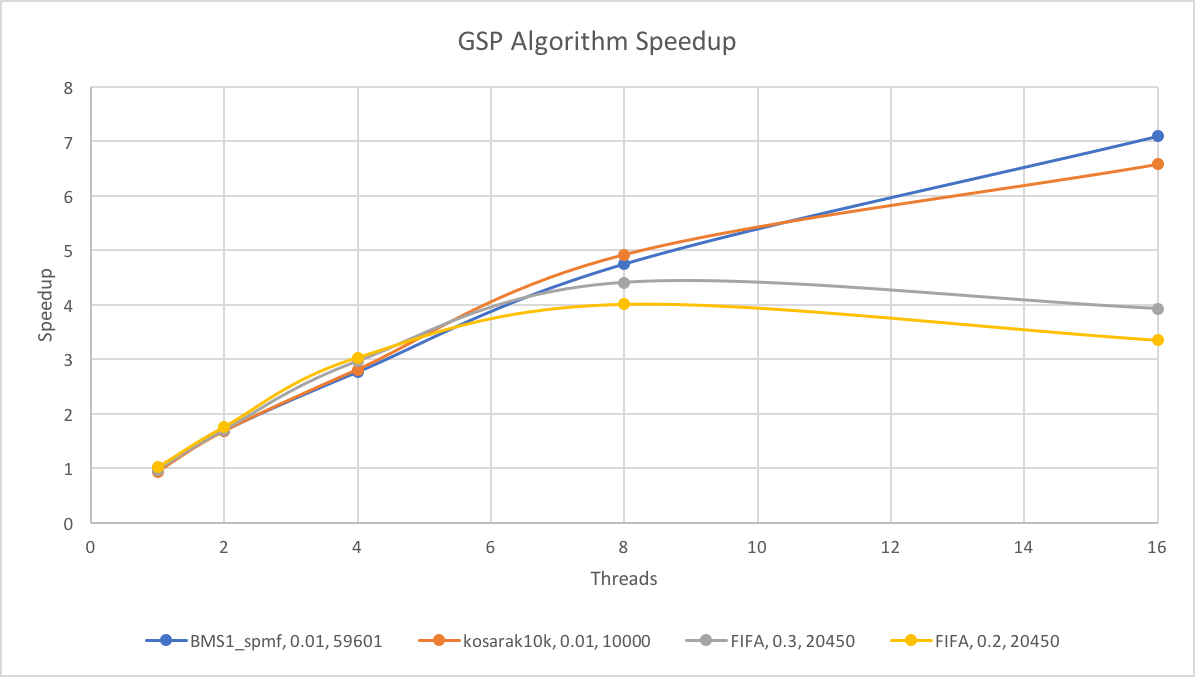 GSP Algorithm Speedup
8
7
6
5
4
3
2
1
0
Speedup
0 2 4 6 8 10 12 14 16
Threads
BMS1_spmf, 0.01, 59601 kosarak10k, 0.01, 10000 FIFA, 0.3, 20450 FIFA, 0.2, 20450